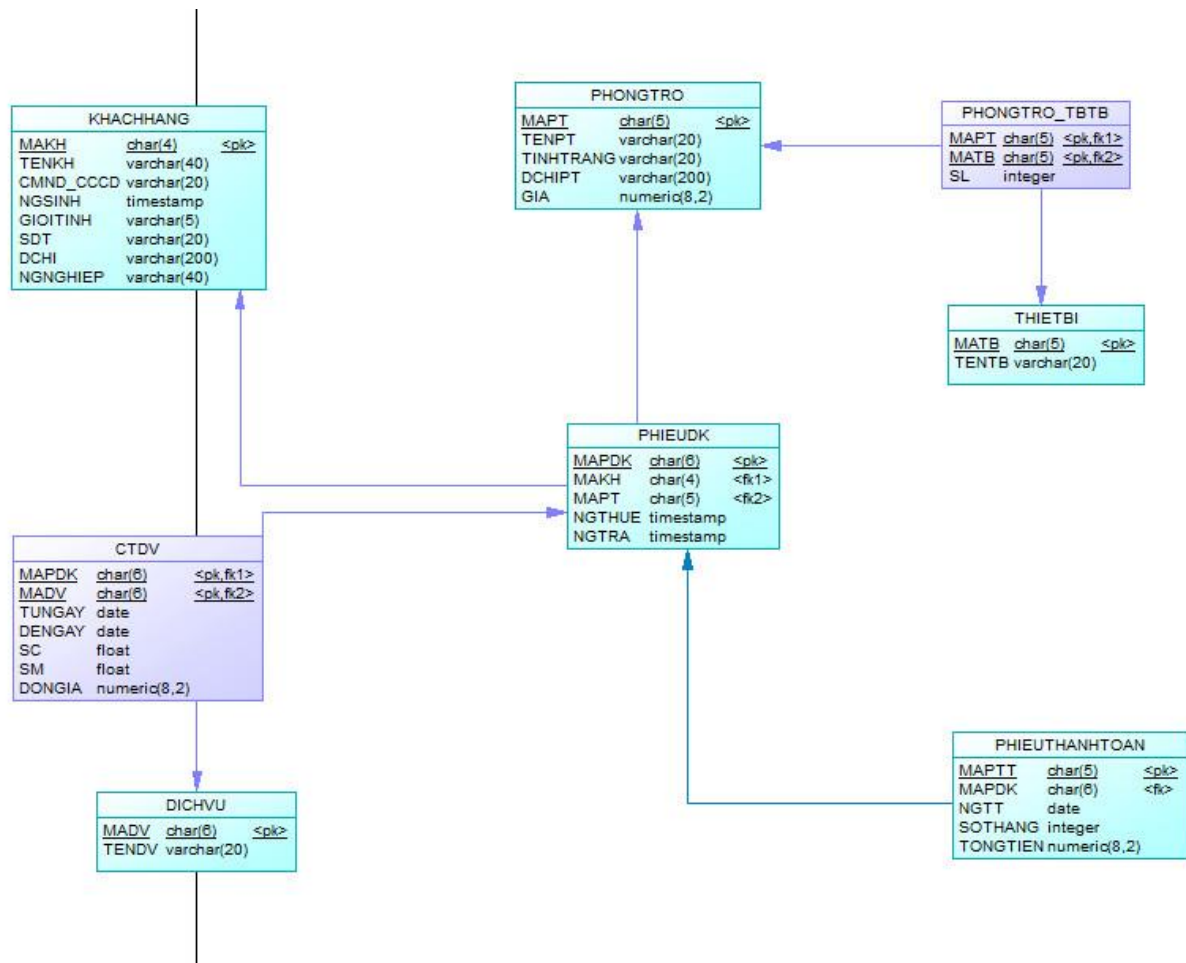 KHACHHANG
MAKH char(4) <pk>
TENKH varchar(40)
CMND_CCCD varchar(20)
NGSINH timestamp
GIOITINH varchar(5)
SDT varchar(20)
DCHI varchar(200)
NGNGHIEP varchar(40)
PHONGTRO
MAPT char(5) <pk>
TENPT varchar(20)
TINHTRANG varchar(20)
DCHIPT varchar(200)
GIA numeric(8,2)
PHONGTRO_TBTB
MAPT char(5) <pk,fk1>
MATB char(5) <pk,fk2>
SL integer
THIETBI
MATB char(5) <pk>
TENTB varchar(20)
PHIEUDK
MAPDK char(6) <pk>
MAKH char(4) <fk1>
MAPT char(5) <fk2>
NGTHUE timestamp
NGTRA timestamp
CTDV
MAPDK char(6) <pk,fk1>
MADV char(6) <pk,fk2>
TUNGAY date
DENGAY date
SC float
SM float
DONGIA numeric(8,2)
DICHVU
MADV char(6) <pk>
TENDV varchar(20)
PHIEUTHANHTOAN
MAPTT char(5) <pk>
MAPDK char(6) <fk>
NGTT date
SOTHANG integer
TONGTIEN numeric(8,2)